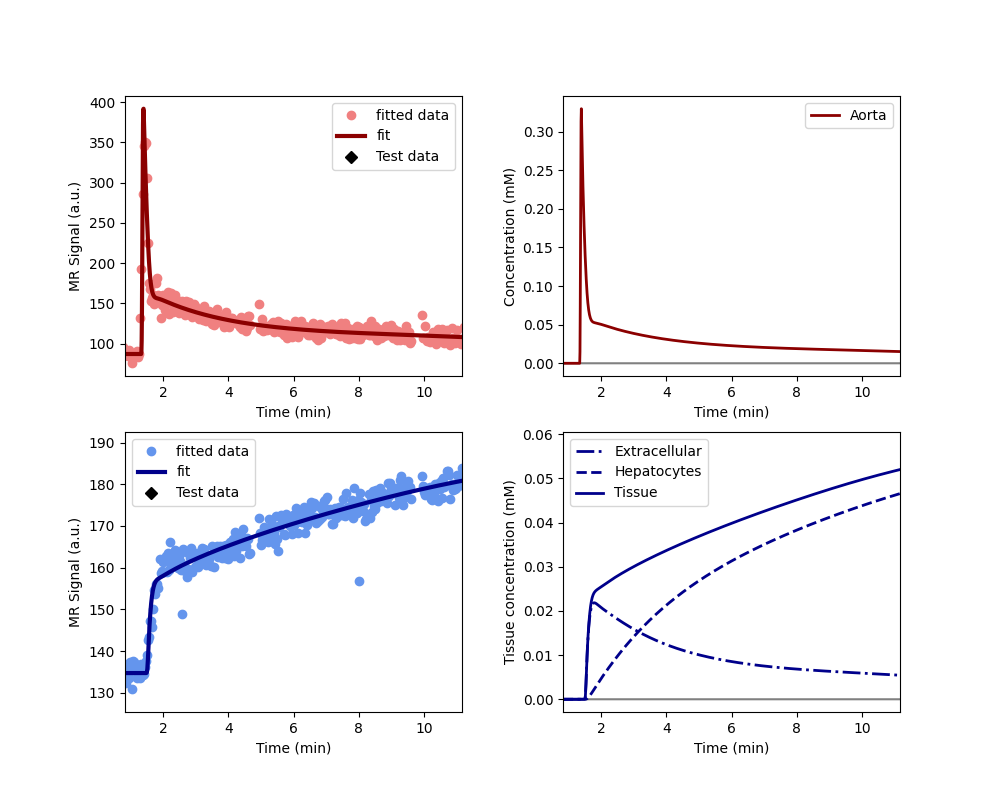 400
350
300
250
200
150
100
MR Signal (a.u.)
fitted data
fit
Test data
2 4 6 8 10
Time (min)
0.30
0.25
0.20
0.15
0.10
0.05
0.00
Concentration (mM)
Aorta
2 4 6 8 10
Time (min)
190
180
170
160
150
140
130
MR Signal (a.u.)
fitted data
fit
Test data
2 4 6 8 10
Time (min)
0.06
0.05
0.04
0.03
0.02
0.01
0.00
Tissue concentration (mM)
Extracellular
Hepatocytes
Tissue
2 4 6 8 10
Time (min)